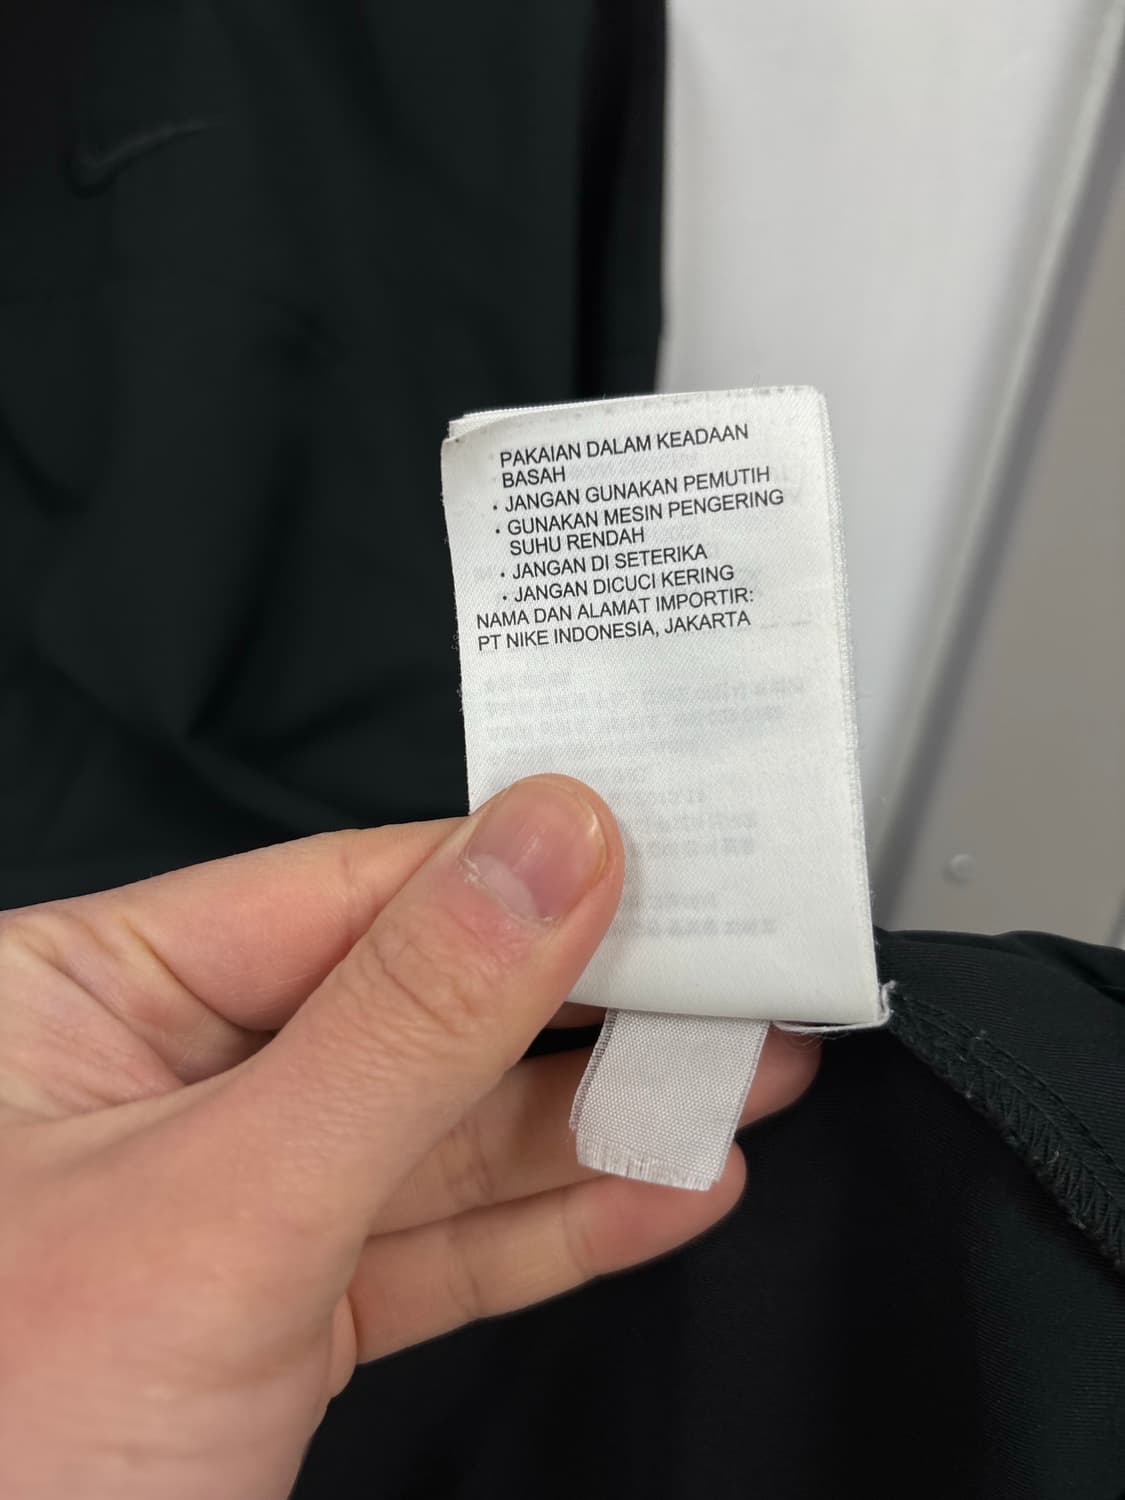 PAKAIAN DALAM KEADAAN
BASAH
· JANGAN GUNAKAN PEMUTIH
· GUNAKAN MESIN PENGERING
SUHU RENDAH
· JANGAN DI SETERIKA
· JANGAN DICUCI KERING
NAMA DAN ALAMAT IMPORTIR:
PT NIKE INDONESIA, JAKARTA